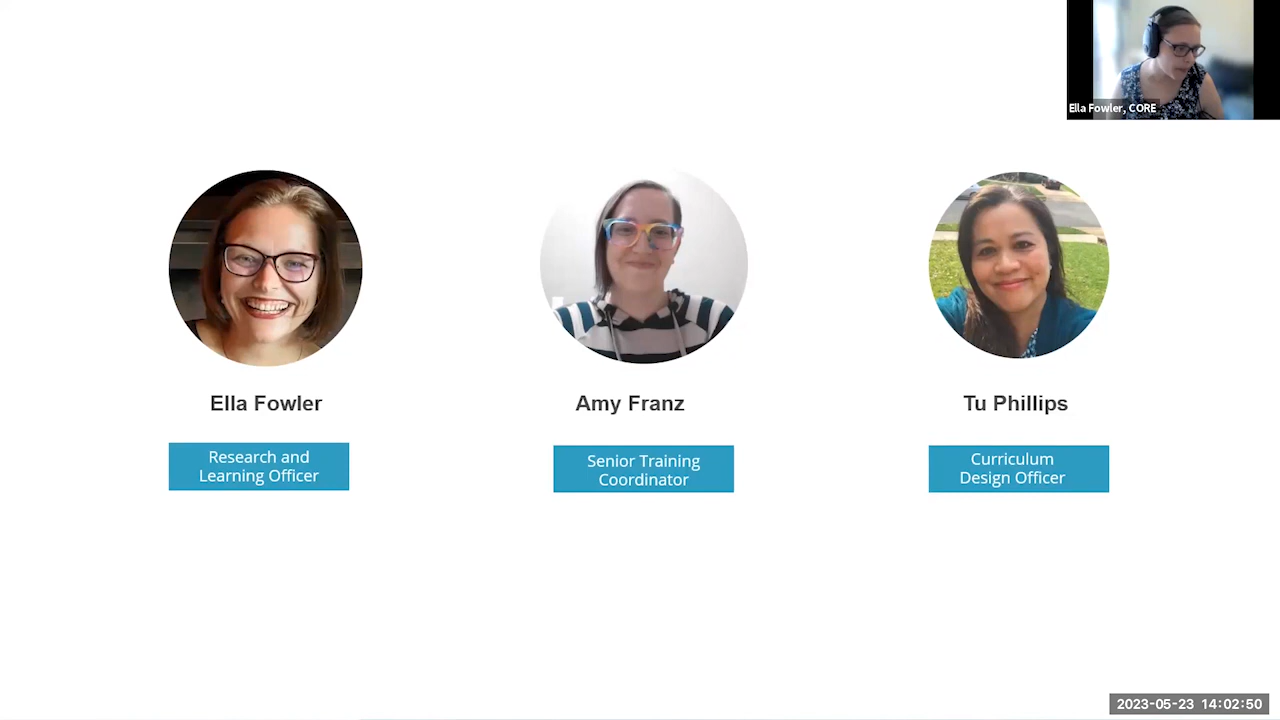 Ella Fowler, CORE
Ella Fowler
Amy Franz
Tu Phillips
Research and
Learning Officer
Senior Training
Coordinator
Curriculum
Design Officer
2023-05-23 14:02:50